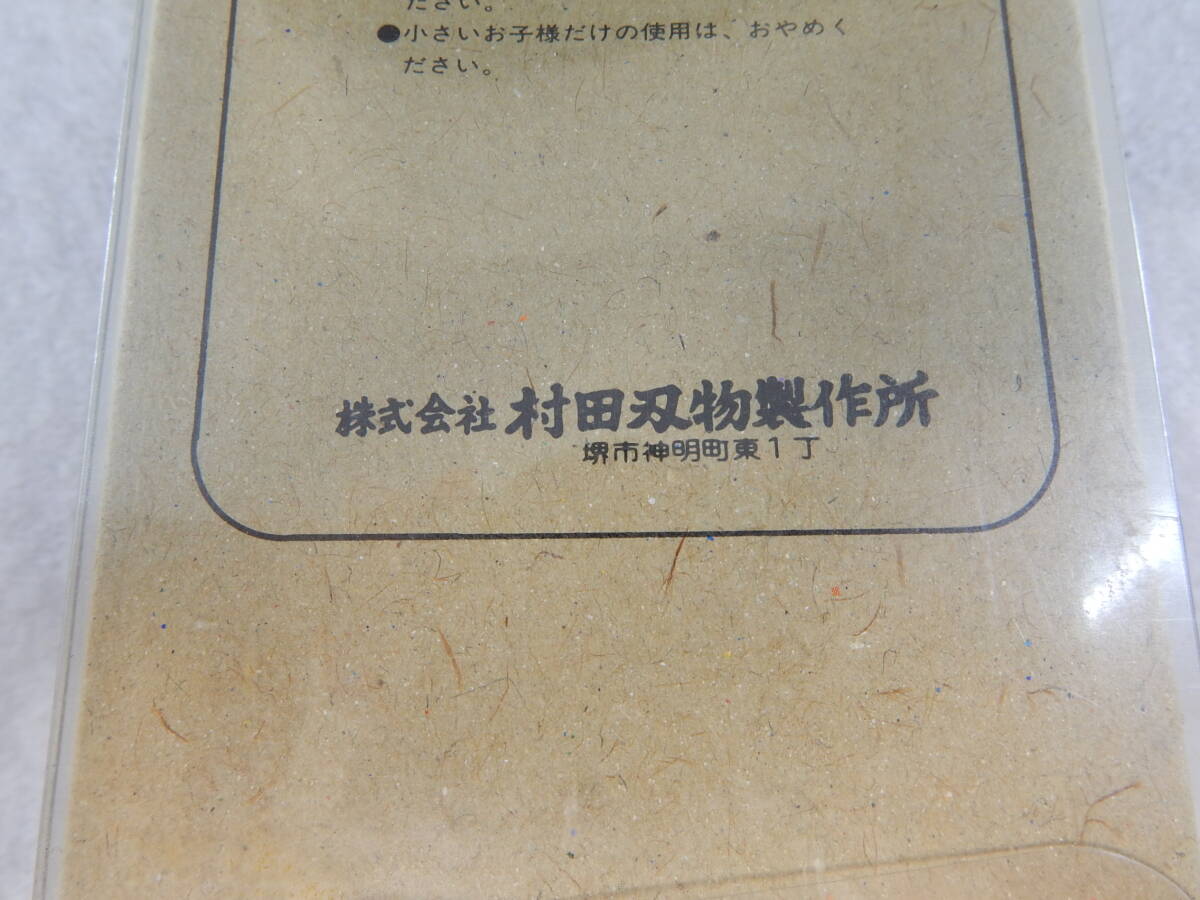 ださい。
●小さいお子様だけの使用は、おやめく
ださい。
株式会社 村田刃物製作所
堺市神明町東1丁